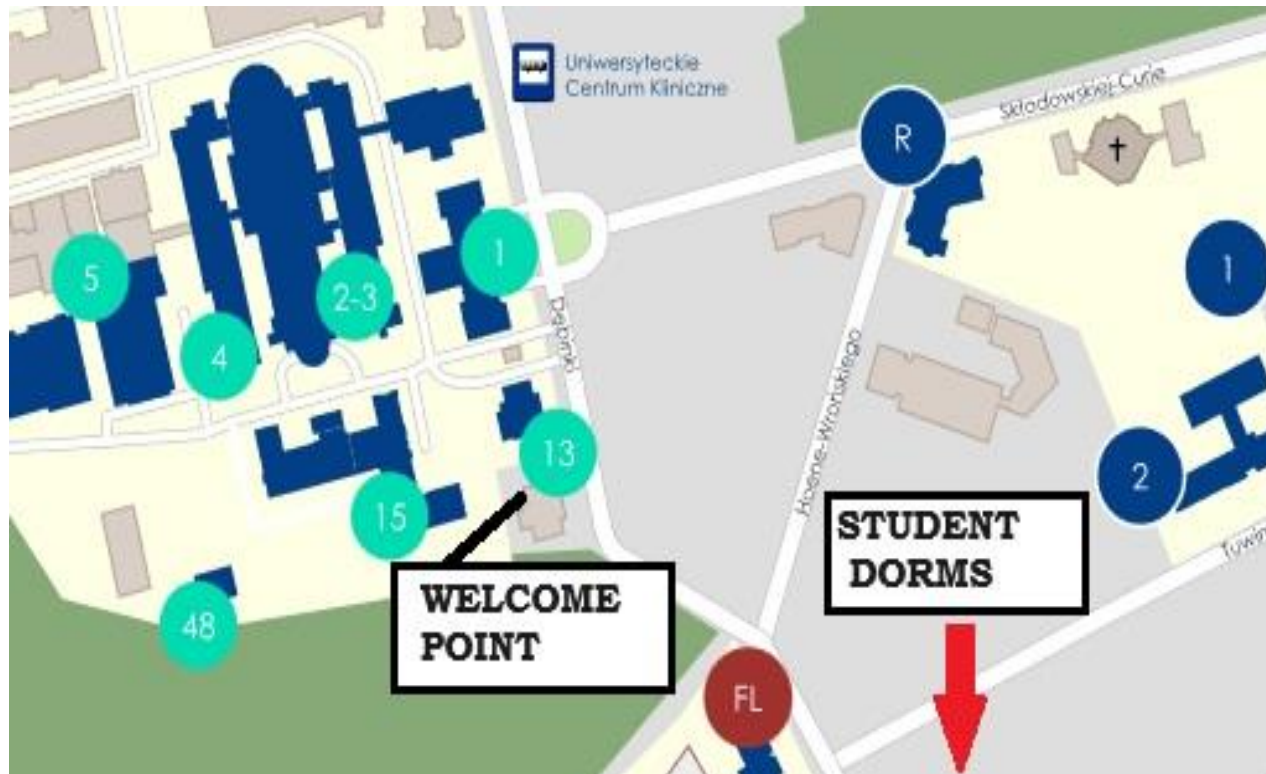 Uniwersyteckie
Centrum Kliniczne
Skłodowskiej-Curie
R
1
1
5
2-3
4
Dębinki
Hoene-Wrońskiego
13
2
15
STUDENT
DORMS
WELCOME
POINT
48
FL